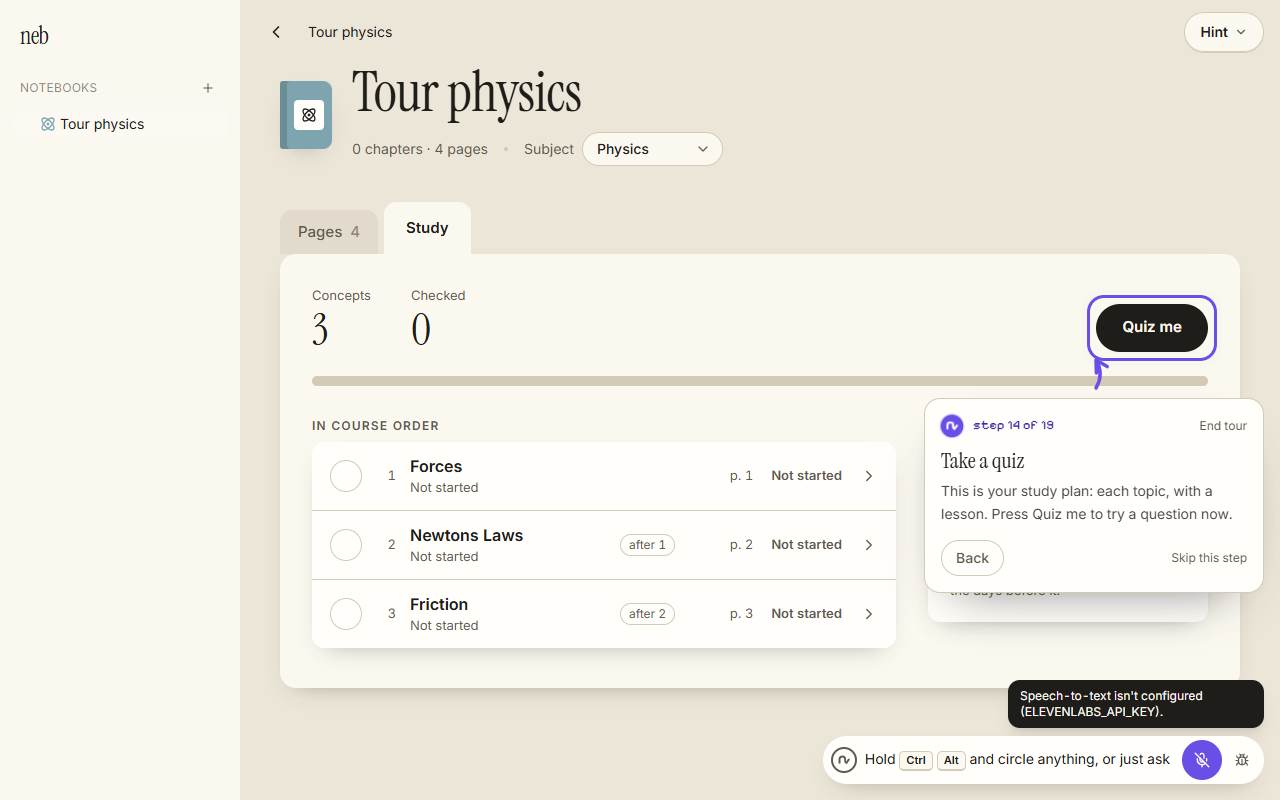 neb
NOTEBOOKS
Tour physics
Tour physics
Hint
Tour physics
0 chapters · 4 pages • Subject Physics
Pages 4
Study
Concepts Checked
3 0
Quiz me
IN COURSE ORDER
1 Forces p. 1 Not started
Not started
2 Newtons Laws after 1 p. 2 Not started
Not started
3 Friction after 2 p. 3 Not started
Not started
step 14 of 19 End tour
Take a quiz
This is your study plan: each topic, with a
lesson. Press Quiz me to try a question now.
Back Skip this step
the days before it.
Speech-to-text isn't configured
(ELEVENLABS_API_KEY).
Hold Ctrl Alt and circle anything, or just ask